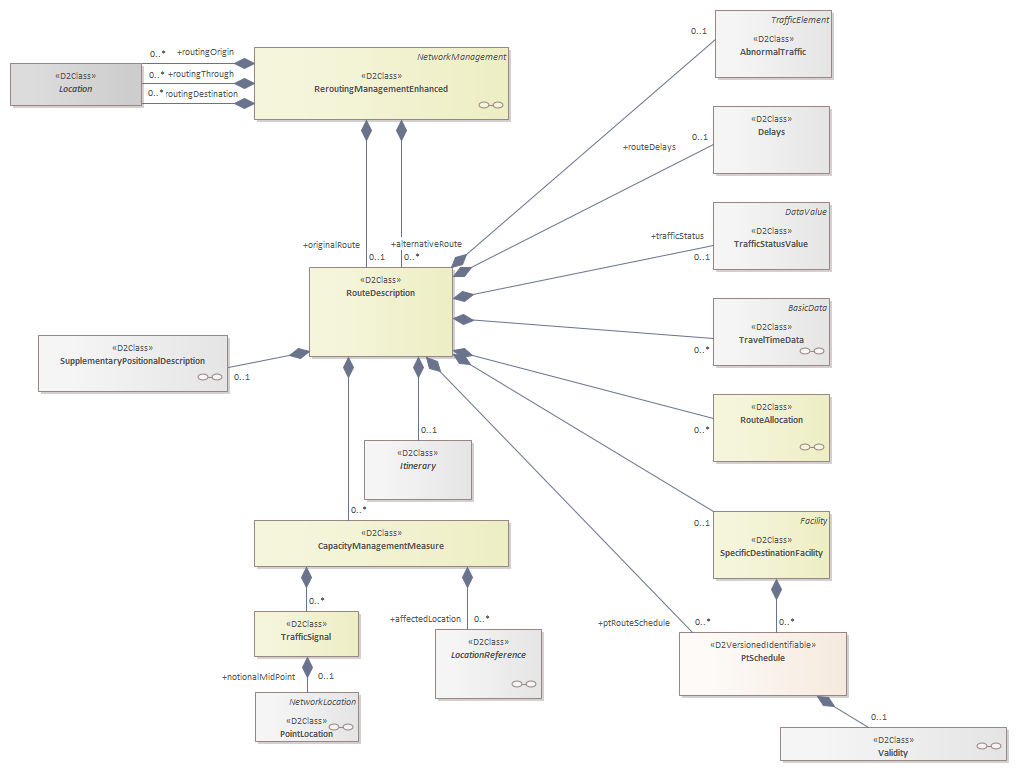 TrafficElement
«D2Class»
AbnormalTraffic
0..1
0..*
+routingOrigin
NetworkManagement
«D2Class»
Location
0..*
+routingThrough
«D2Class»
ReroutingManagementEnhanced
0..*
routingDestination
«D2Class»
Delays
0..1
+routeDelays
DataValue
«D2Class»
TrafficStatusValue
+trafficStatus
0..1
+originalRoute
+alternativeRoute
0..1
0..*
«D2Class»
RouteDescription
BasicData
«D2Class»
TravelTimeData
0..*
«D2Class»
SupplementaryPositionalDescription
0..1
«D2Class»
RouteAllocation
0..*
0..1
«D2Class»
Itinerary
0..*
«D2Class»
CapacityManagementMeasure
Facility
0..1
«D2Class»
SpecificDestinationFacility
0..*
«D2Class»
TrafficSignal
+affectedLocation
0..*
+ptRouteSchedule
0..*
0..*
«D2Class»
LocationReference
«D2VersionedIdentifiable»
PtSchedule
+notionalMidPoint
0..1
NetworkLocation
«D2Class»
PointLocation
0..1
«D2Class»
Validity